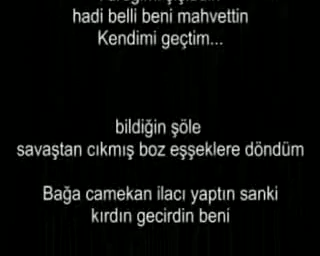 hadi belli beni mahvettin
Kendimi geçtim...
bildiğin şöle
savaştan cıkmış boz eşşeklere döndüm
Bağa camekan ilacı yaptın sanki
kırdın gecirdin beni